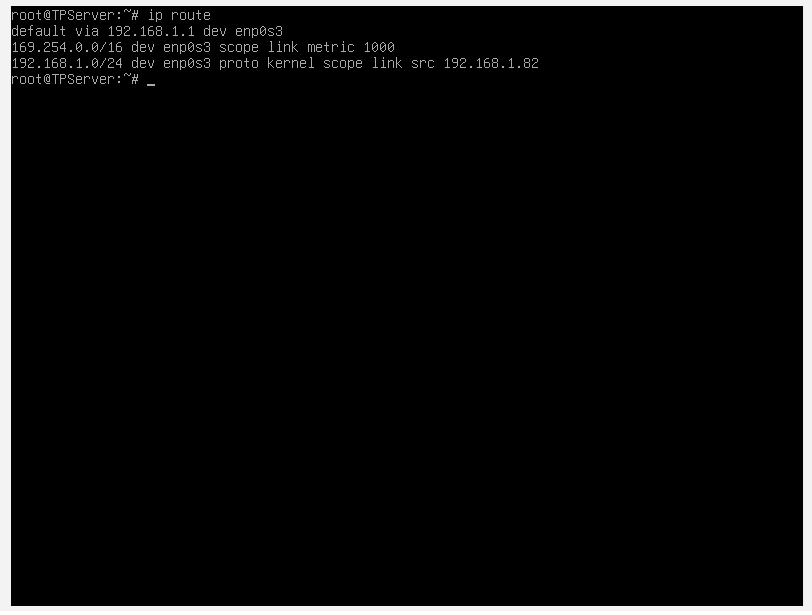 root@TPServer:~# ip route
default via 192.168.1.1 dev enp0s3
169.254.0.0/16 dev enp0s3 scope link metric 1000
192.168.1.0/24 dev enp0s3 proto kernel scope link src 192.168.1.82
root@TPServer:~# _